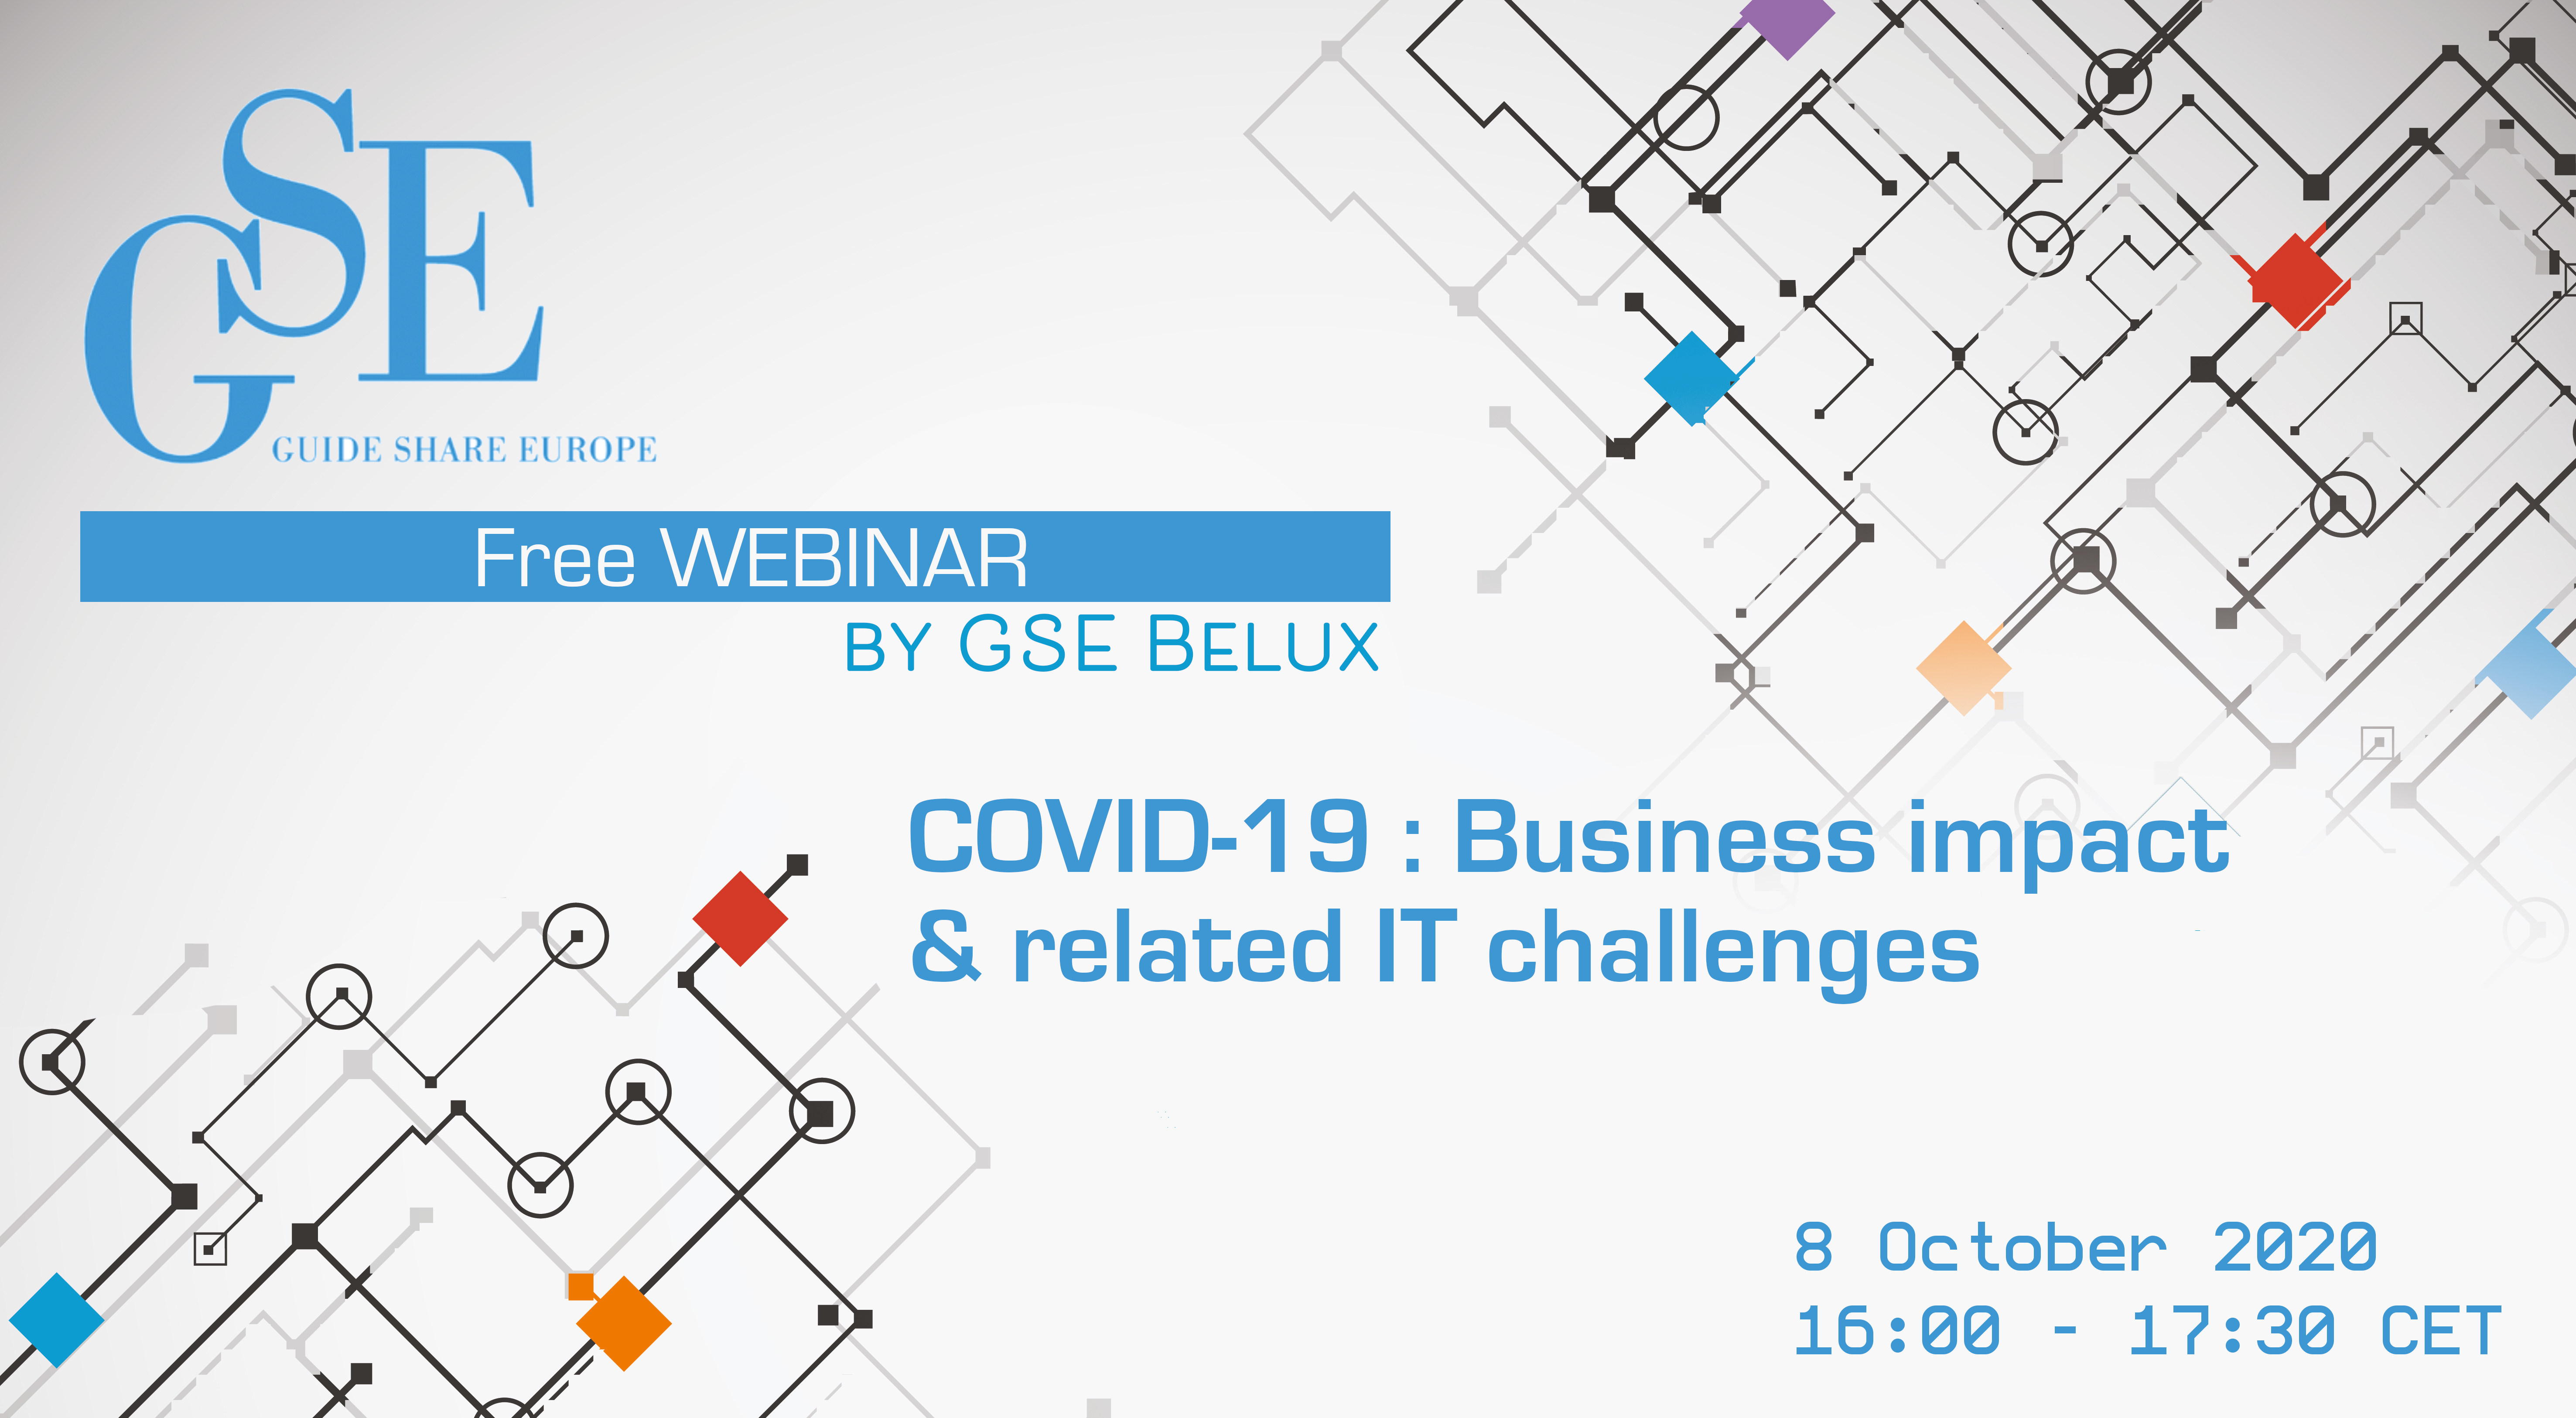 GSE
GUIDE SHARE EUROPE
Free WEBINAR
BY GSE BELUX
COVID-19 : Business impact
& related IT challenges
8 October 2020
16:00 - 17:30 CET